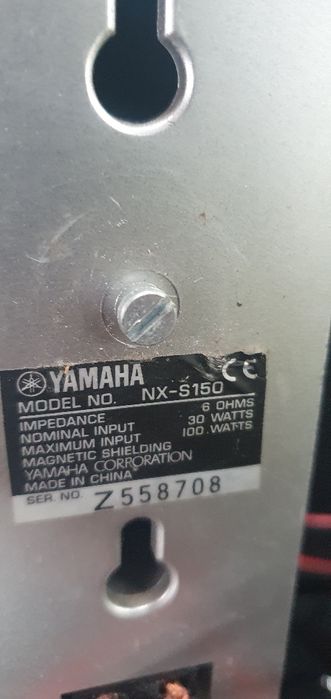 YAMAHA CE
MODEL NO. NX-S150
IMPEDANCE 6 OHMS
NOMINAL INPUT 30 WATTS
MAXIMUM INPUT 100 WATTS
MAGNETIC SHIELDING
YAMAHA CORPORATION
MADE IN CHINA
SER. NO. Z558708